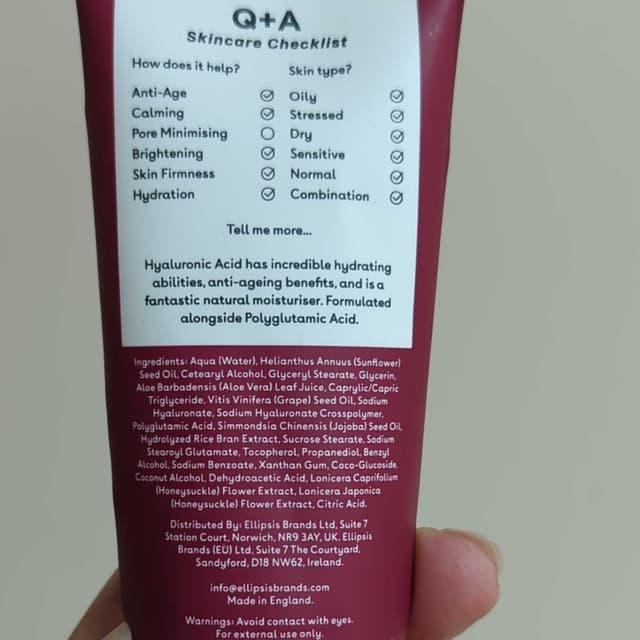 Q+A
Skincare Checklist
How does it help? Skin type?
Anti-Age Oily
Calming Stressed
Pore Minimising Dry
Brightening Sensitive
Skin Firmness Normal
Hydration Combination
Tell me more...
Hyaluronic Acid has incredible hydrating
abilities, anti-ageing benefits, and is a
fantastic natural moisturiser. Formulated
alongside Polyglutamic Acid.
Ingredients: Aqua (Water), Helianthus Annuus (Sunflower)
Seed Oil, Cetearyl Alcohol, Glyceryl Stearate, Glycerin,
Aloe Barbadensis (Aloe Vera) Leaf Juice, Caprylic/Capric
Triglyceride, Vitis Vinifera (Grape) Seed Oil, Sodium
Hyaluronate, Sodium Hyaluronate Crosspolymer,
Polyglutamic Acid, Simmondsia Chinensis (Jojoba) Seed Oil,
Hydrolyzed Rice Bran Extract, Sucrose Stearate, Sodium
Stearoyl Glutamate, Tocopherol, Propanediol, Benzyl
Alcohol, Sodium Benzoate, Xanthan Gum, Coco-Glucoside,
Coconut Alcohol, Dehydroacetic Acid, Lonicera Caprifolium
(Honeysuckle) Flower Extract, Lonicera Japonica
(Honeysuckle) Flower Extract, Citric Acid.
Distributed By: Ellipsis Brands Ltd, Suite 7
Station Court, Norwich, NR9 3AY, UK. Ellipsis
Brands (EU) Ltd, Suite 7 The Courtyard,
Sandyford, D18 NW62, Ireland.
info@ellipsisbrands.com
Made in England.
Warnings: Avoid contact with eyes.
For external use only.